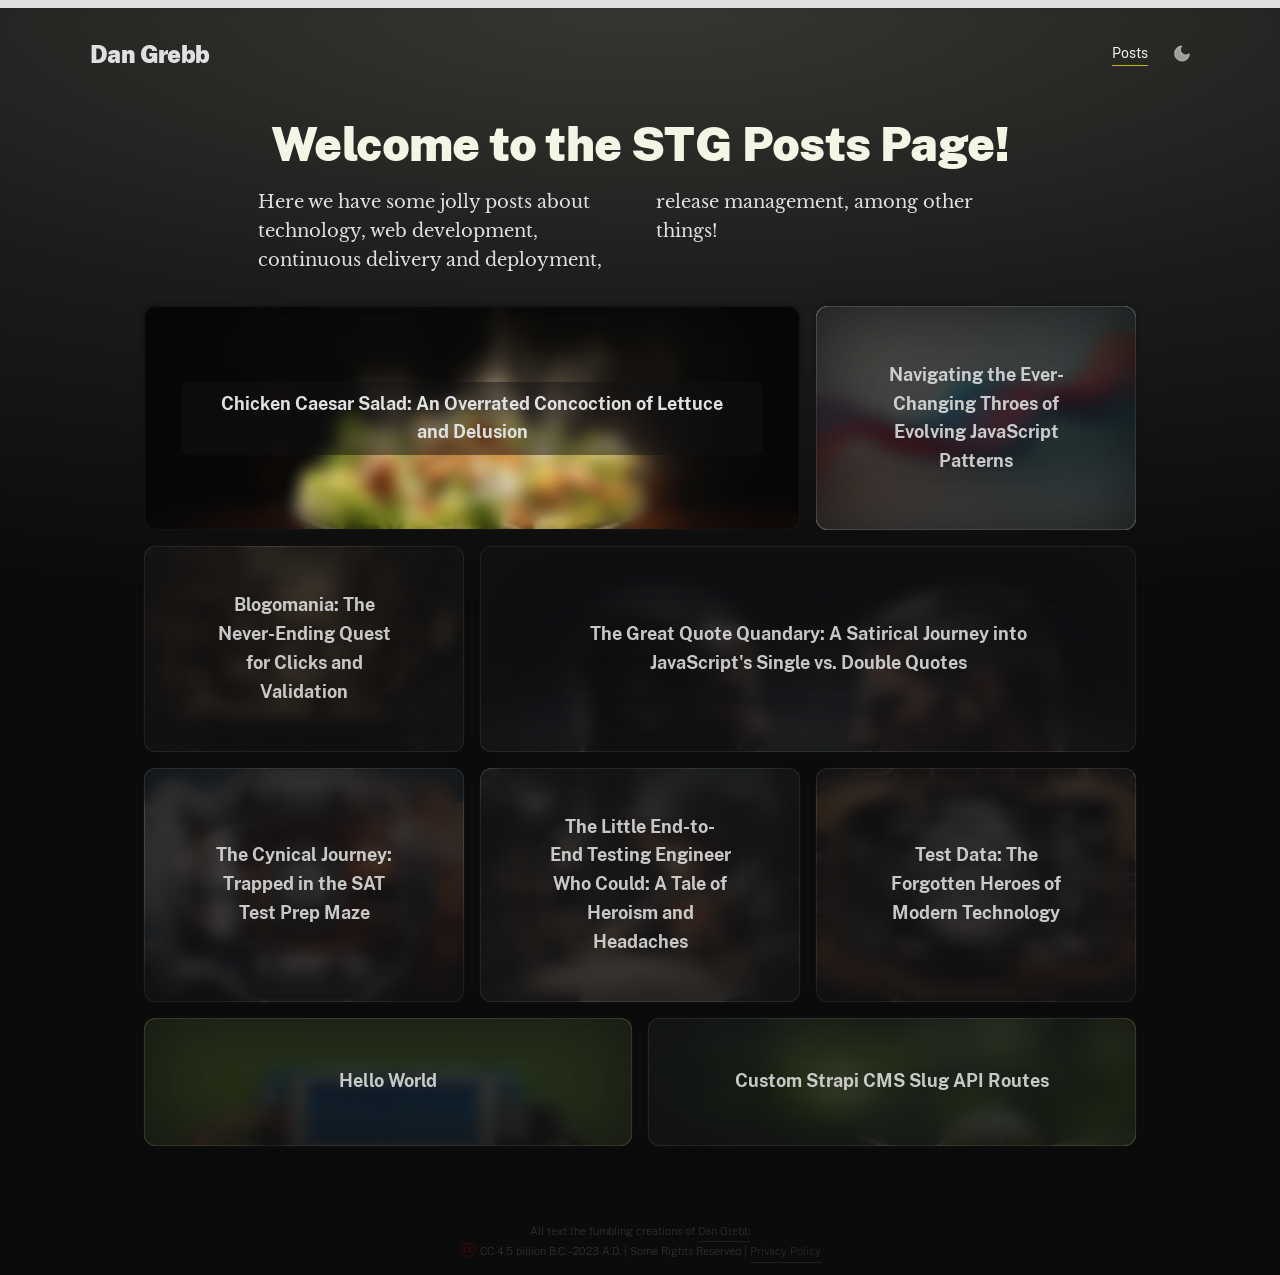 Dan Grebb
Posts
Welcome to the STG Posts Page!
Here we have some jolly posts about
technology, web development,
continuous delivery and deployment,
release management, among other
things!
Chicken Caesar Salad: An Overrated Concoction of Lettuce
and Delusion
Navigating the Ever-
Changing Throes of
Evolving JavaScript
Patterns
Blogomania: The
Never-Ending Quest
for Clicks and
Validation
The Great Quote Quandary: A Satirical Journey into
JavaScript's Single vs. Double Quotes
The Cynical Journey:
Trapped in the SAT
Test Prep Maze
The Little End-to-
End Testing Engineer
Who Could: A Tale of
Heroism and
Headaches
Test Data: The
Forgotten Heroes of
Modern Technology
Hello World
Custom Strapi CMS Slug API Routes
All text the fumbling creations of Dan Grebb
CC 4.5 billion B.C.–2023 A.D. | Some Rights Reserved | Privacy Policy